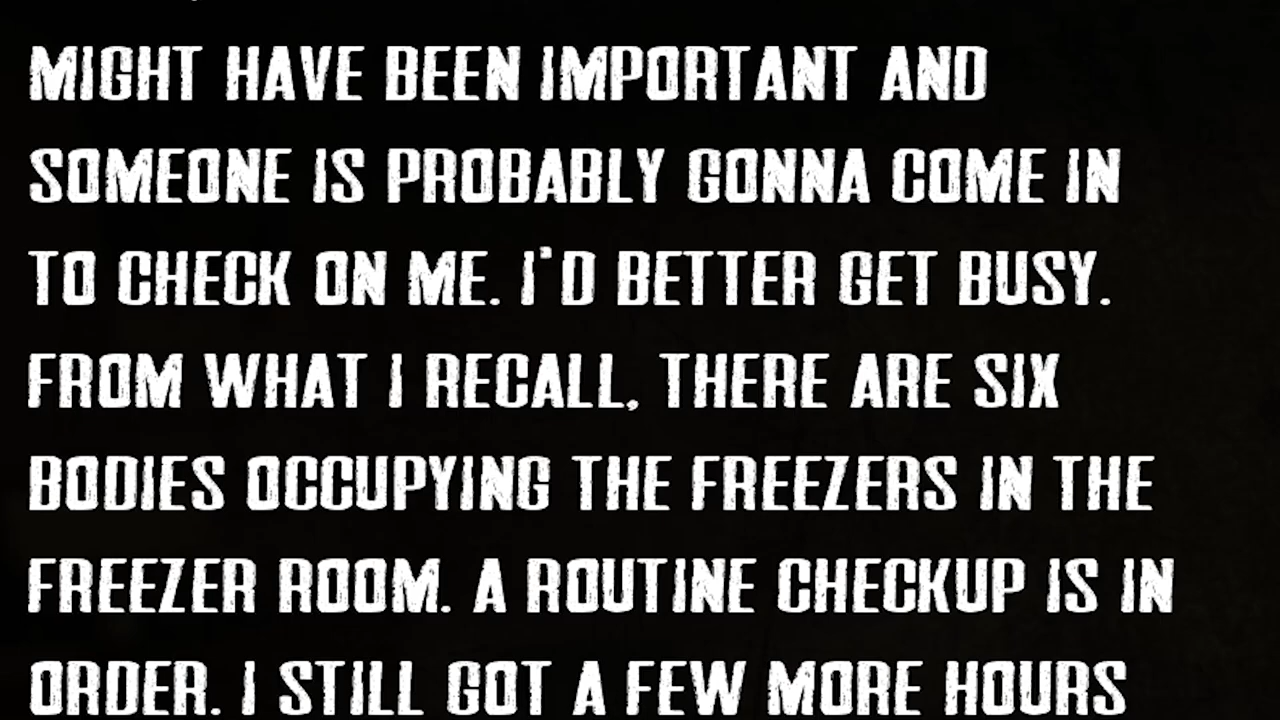 MIGHT HAVE BEEN IMPORTANT AND
SOMEONE IS PROBABLY GONNA COME IN
TO CHECK ON ME. I'D BETTER GET BUSY.
FROM WHAT I RECALL, THERE ARE SIX
BODIES OCCUPYING THE FREEZERS IN THE
FREEZER ROOM. A ROUTINE CHECKUP IS IN
ORDER. I STILL GOT A FEW MORE HOURS